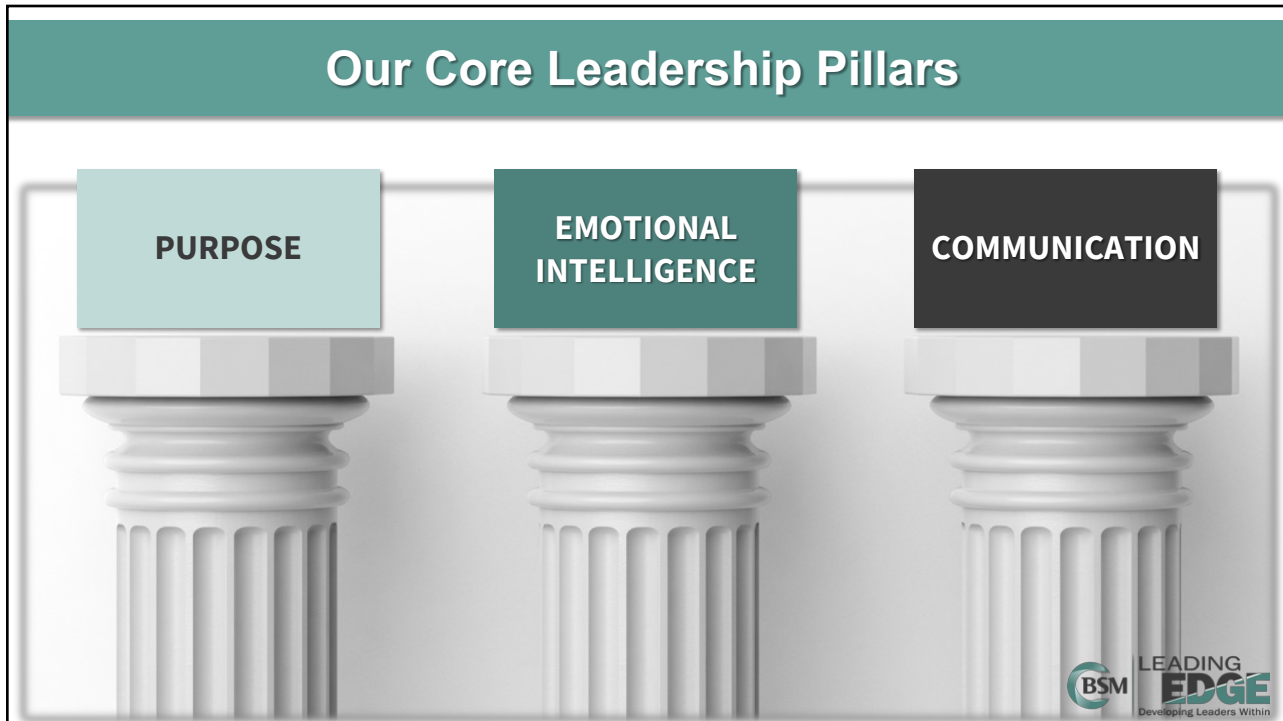 Our Core Leadership Pillars
PURPOSE
EMOTIONAL
INTELLIGENCE
COMMUNICATION
BSM
LEADING
EDGE
Developing Leaders Within